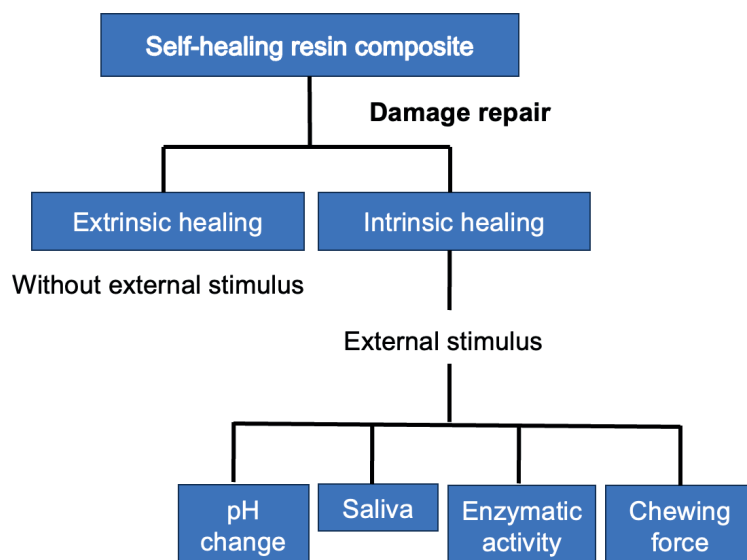 Self-healing resin composite
Damage repair
Extrinsic healing
Intrinsic healing
Without external stimulus
External stimulus
pH
change
Saliva
Enzymatic
activity
Chewing
force